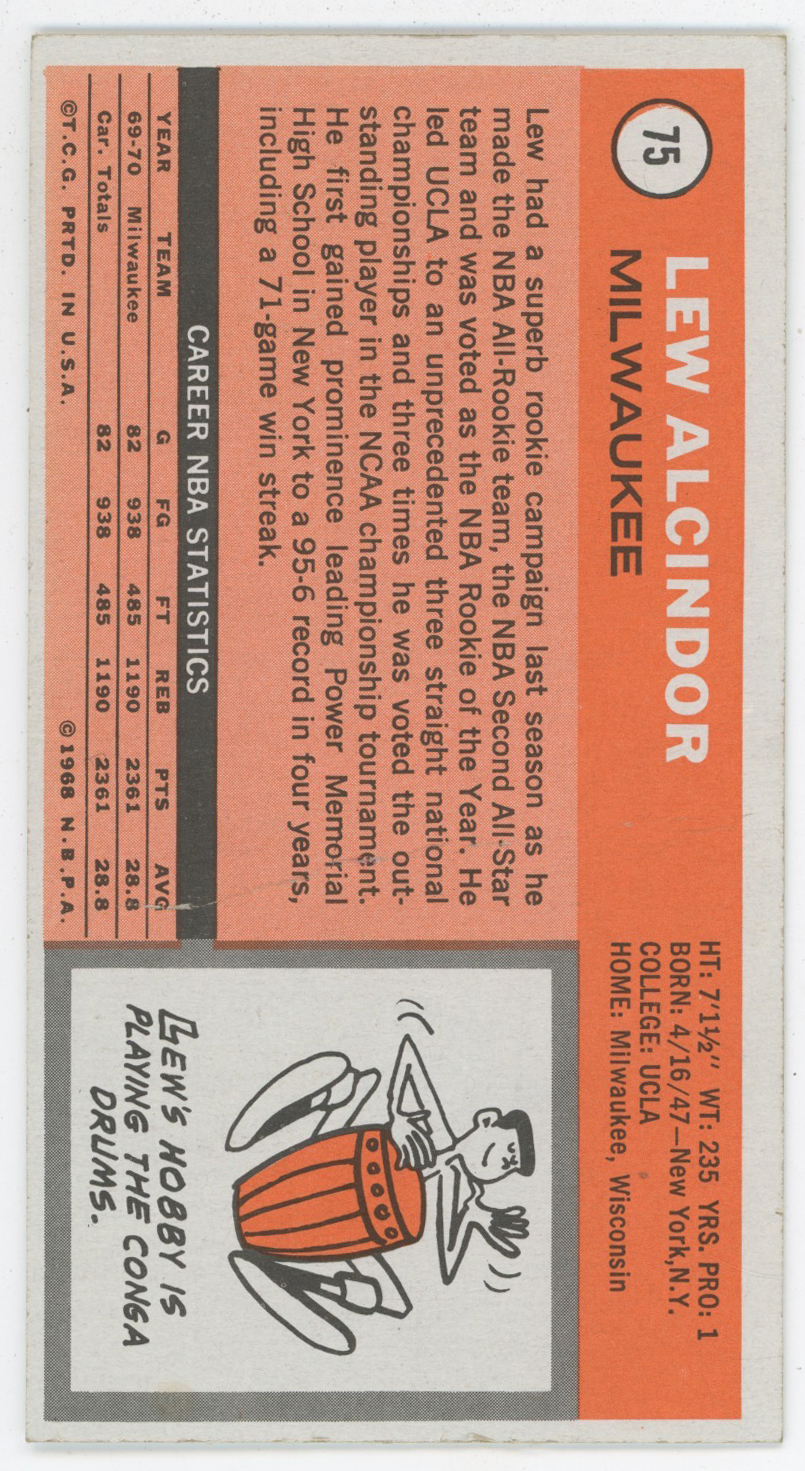 75
LEW ALCINDOR
MILWAUKEE
HT: 7'1½" WT: 235 YRS. PRO: 1
BORN: 4/16/47—New York,N.Y.
COLLEGE: UCLA
HOME: Milwaukee, Wisconsin
Lew had a superb rookie campaign last season as he
made the NBA All-Rookie team, the NBA Second All-Star
team and was voted as the NBA Rookie of the Year. He
led UCLA to an unprecedented three straight national
championships and three times he was voted the out-
standing player in the NCAA championship tournament.
He first gained prominence leading Power Memorial
High School in New York to a 95-6 record in four years,
including a 71-game win streak.
CAREER NBA STATISTICS
YEAR TEAM G FG FT REB PTS AVG
69-70 Milwaukee 82 938 485 1190 2361 28.8
Car. Totals 82 938 485 1190 2361 28.8
©T.C.G. PRTD. IN U.S.A. ©1968 N.B.P.A.
LEW'S HOBBY IS
PLAYING THE CONGA
DRUMS.